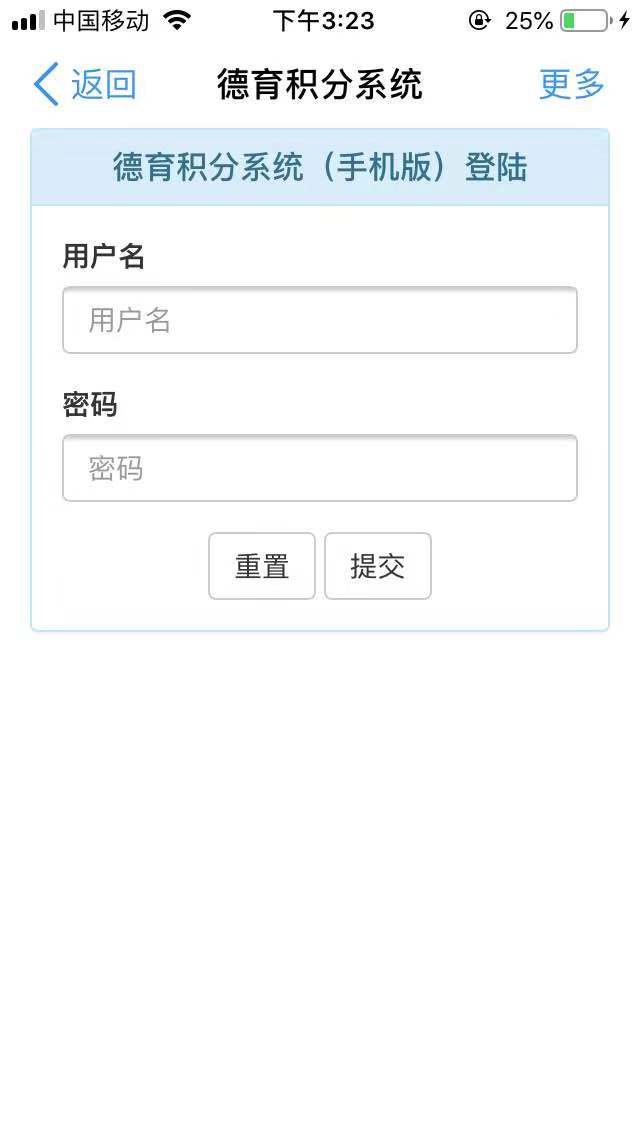 中国移动 下午3:23 25%
返回 德育积分系统 更多
德育积分系统（手机版）登陆
用户名
用户名
密码
密码
重置 提交